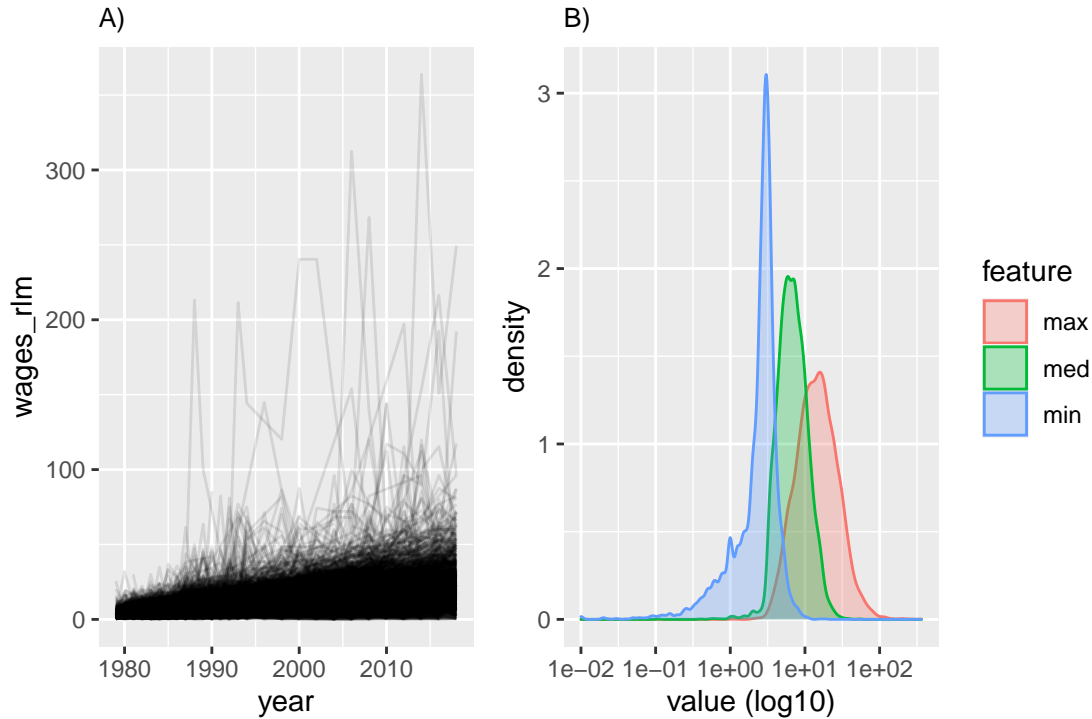 A)
300
200
100
0
wages_rlm
1980 1990 2000 2010
year
B)
3
2
1
0
density
1e−02 1e−01 1e+00 1e+01 1e+02
value (log10)
feature
max
med
min